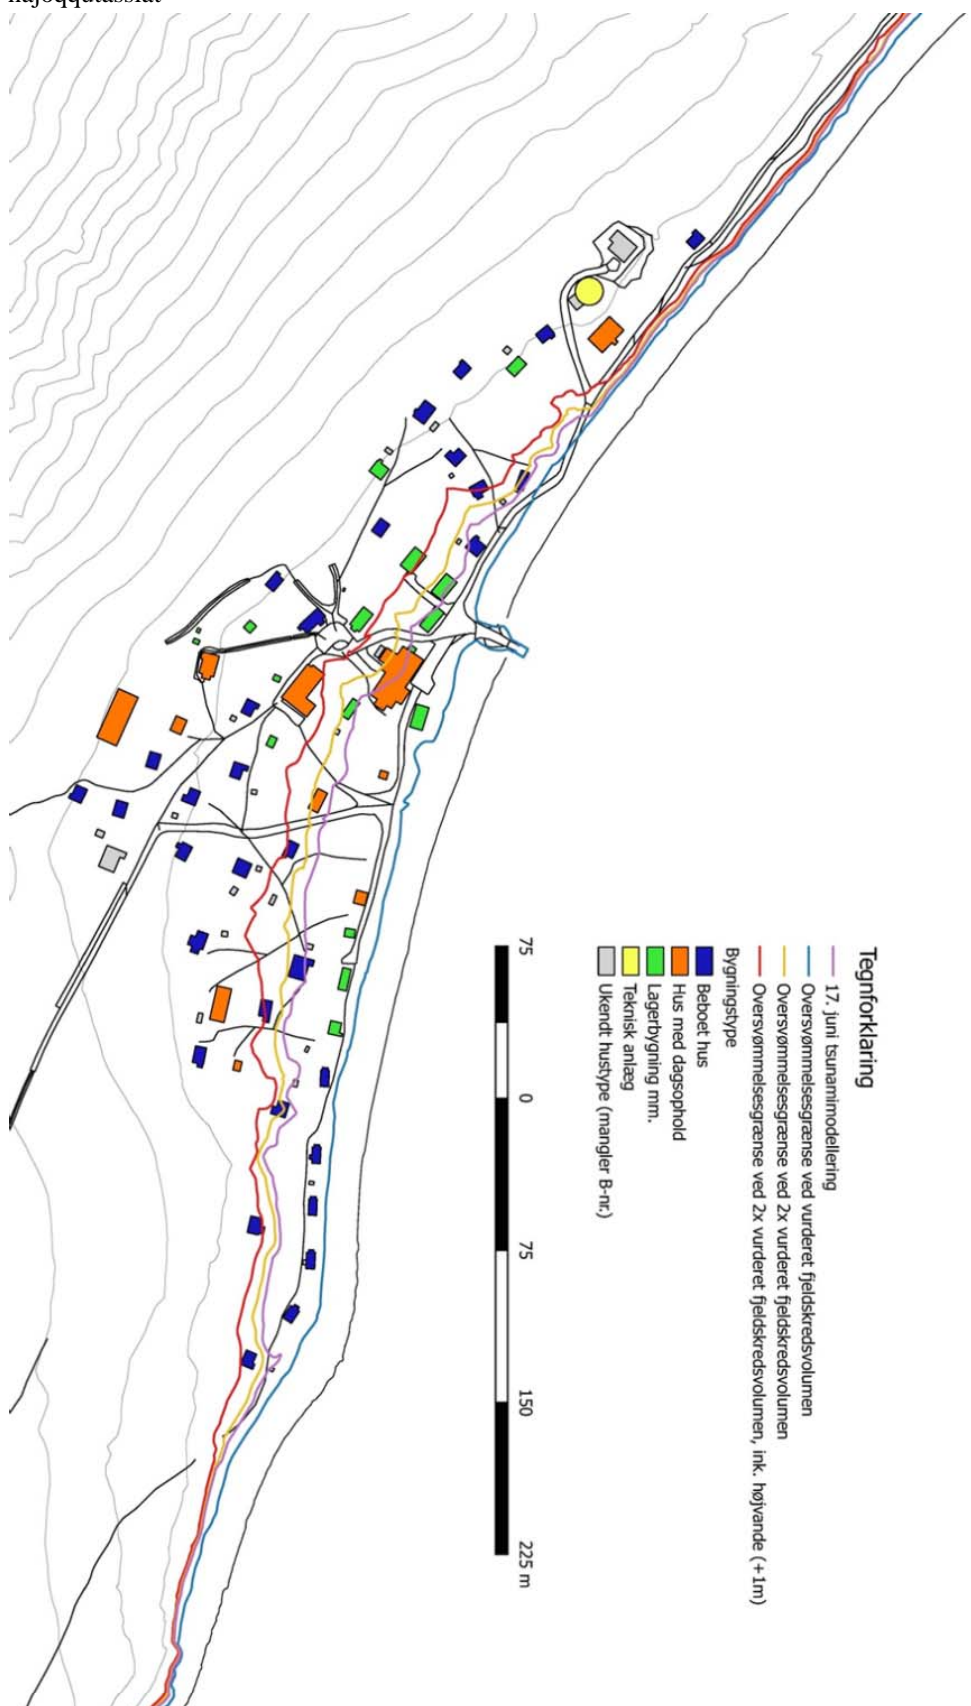 Tegnforklaring
17. juni tsunamimodellering
Oversvømmelsesgrænse ved vurderet fjeldskredsvolumen
Oversvømmelsesgrænse ved 2x vurderet fjeldskredsvolumen
Oversvømmelsesgrænse ved 2x vurderet fjeldskredsvolumen, ink. højvande (+1m)
Bygningstype
Beboet hus
Hus med dagsophold
Lagerbygning mm.
Teknisk anlæg
Ukendt hustype (mangler B-nr.)
75 0 75 150 225 m